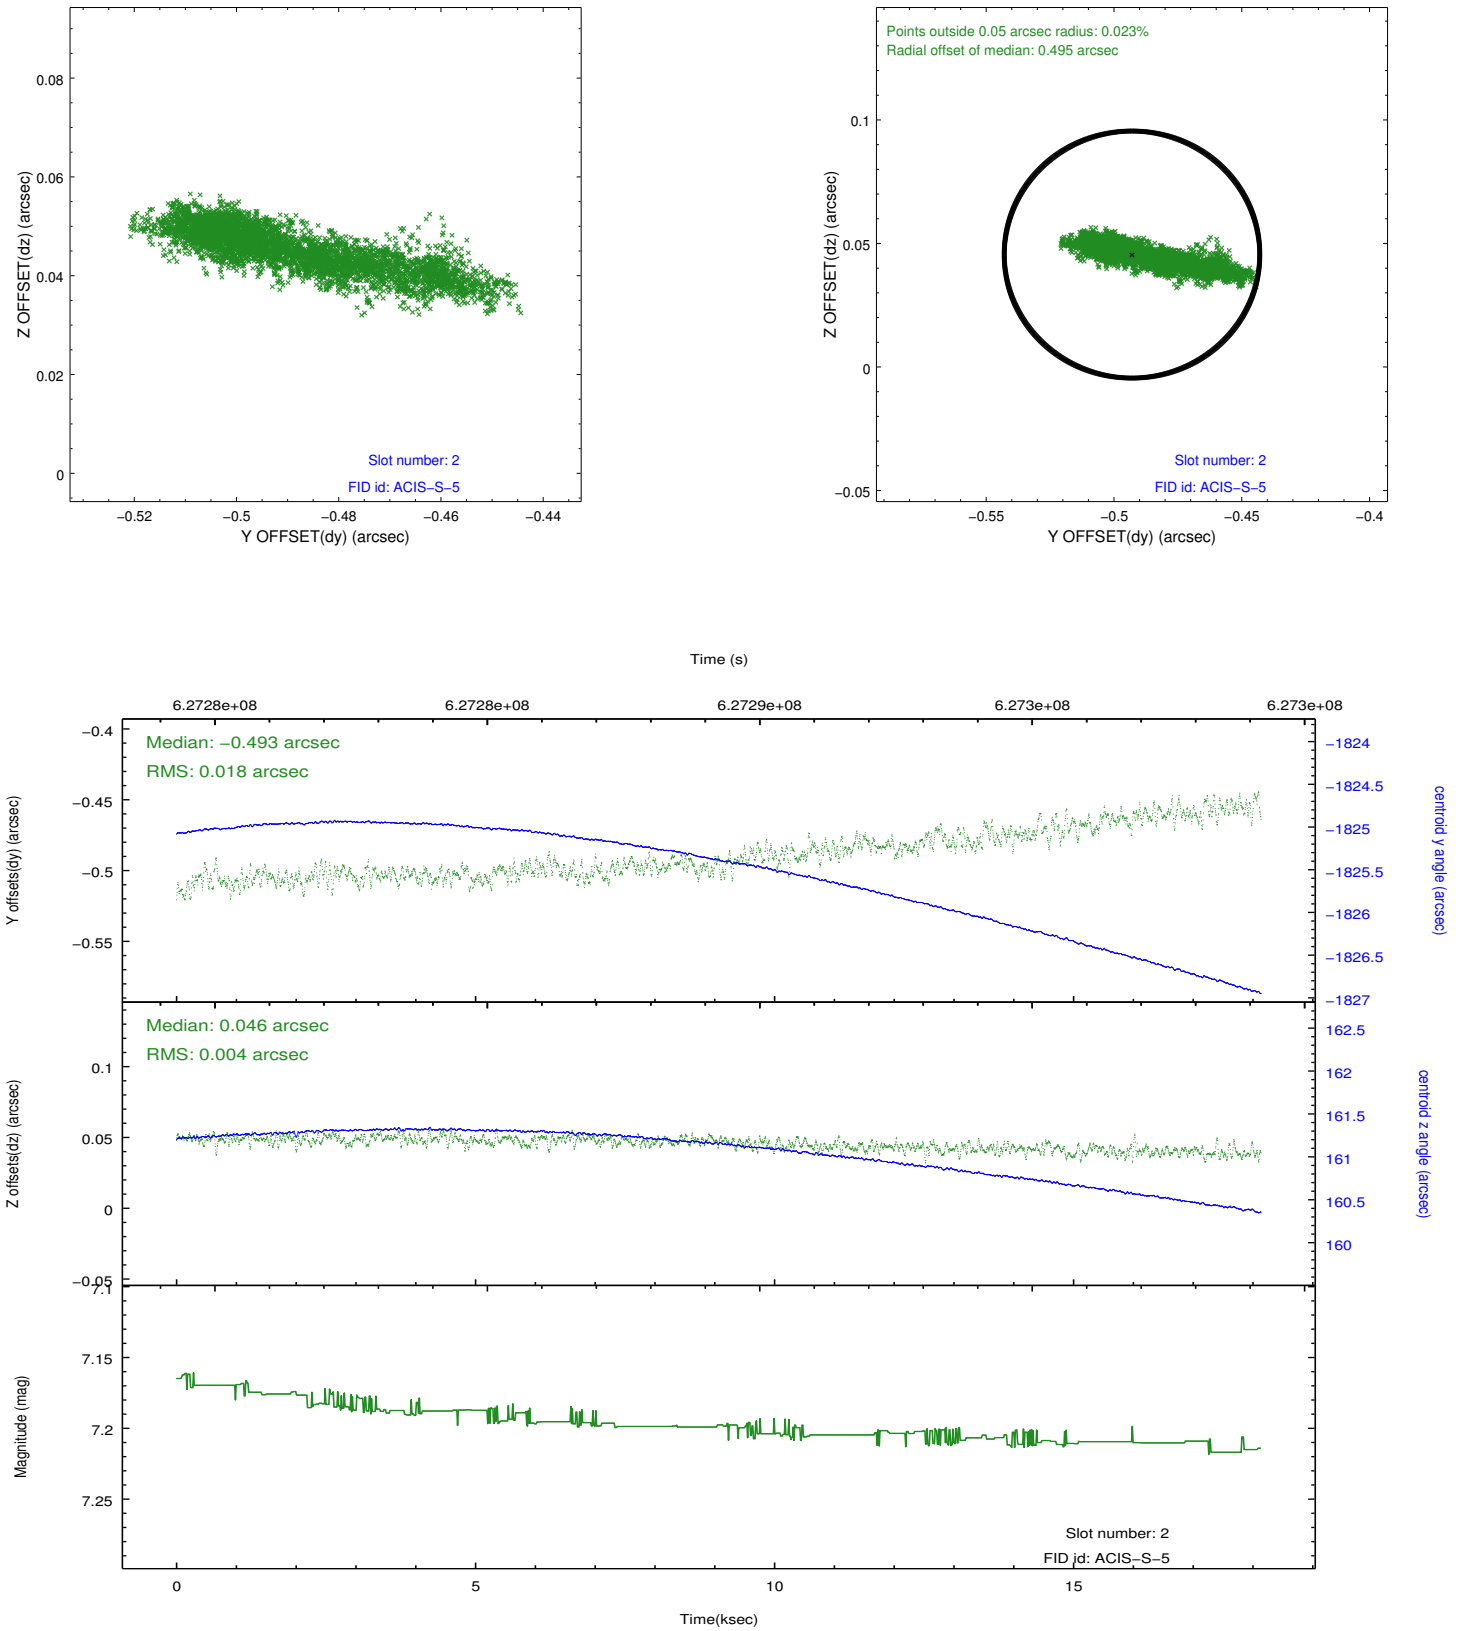 0.08
0.06
0.04
0.02
0
Z OFFSET(dz) (arcsec)
Slot number: 2
FID id: ACIS−S−5
−0.52 −0.5 −0.48 −0.46 −0.44
Y OFFSET(dy) (arcsec)
Points outside 0.05 arcsec radius: 0.023%
Radial offset of median: 0.495 arcsec
0.1
0.05
0
−0.05
Z OFFSET(dz) (arcsec)
Slot number: 2
FID id: ACIS−S−5
−0.55 −0.5 −0.45 −0.4
Y OFFSET(dy) (arcsec)
Time (s)
6.2728e+08 6.2728e+08 6.2729e+08 6.273e+08 6.273e+08
Median: −0.493 arcsec
RMS: 0.018 arcsec
−0.4
−0.45
−0.5
−0.55
Y offsets(dy) (arcsec)
−1824
−1824.5
−1825
−1825.5
−1826
−1826.5
−1827
centroid y angle (arcsec)
Median: 0.046 arcsec
RMS: 0.004 arcsec
0.1
0.05
0
−0.05
Z offsets(dz) (arcsec)
162.5
162
161.5
161
160.5
160
centroid z angle (arcsec)
7.1
7.15
7.2
7.25
Magnitude (mag)
Slot number: 2
FID id: ACIS−S−5
0 5 10 15
Time(ksec)